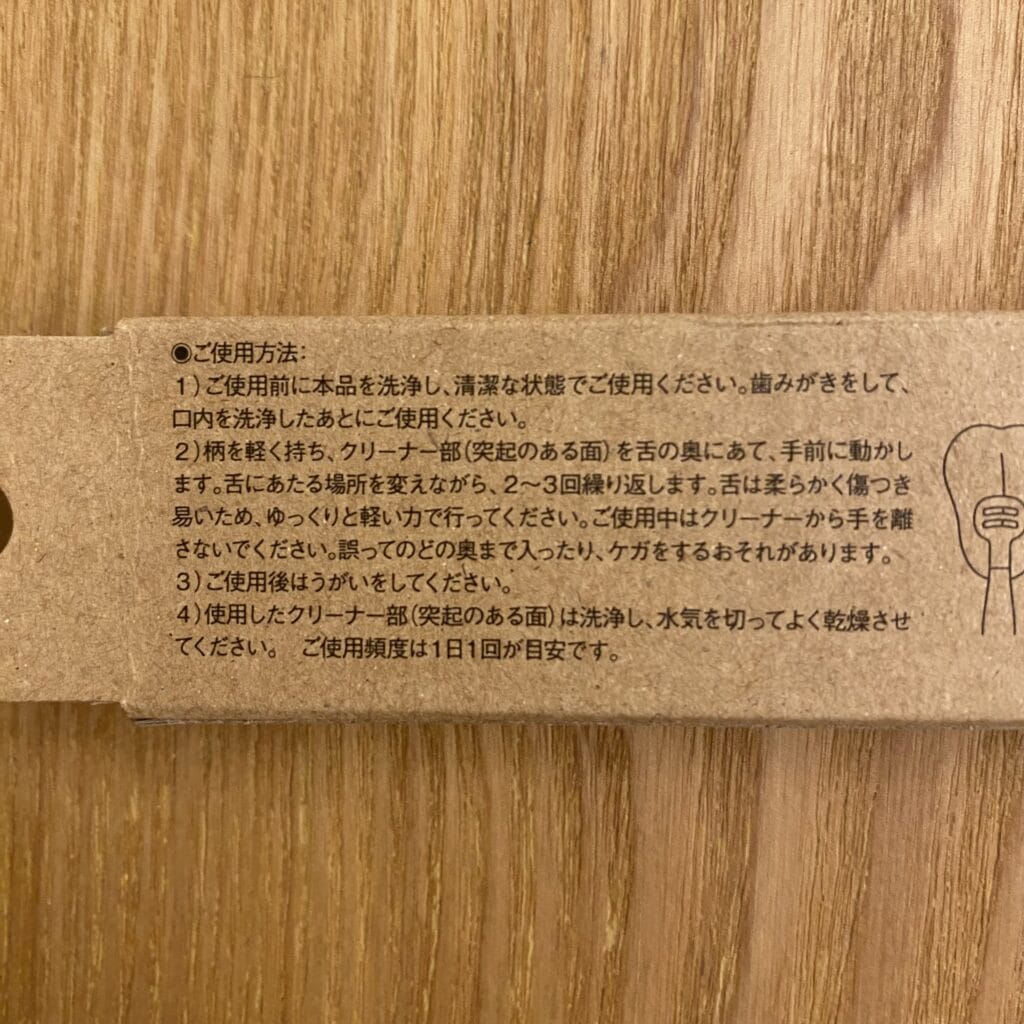 ◉ご使用方法：
1）ご使用前に本品を洗浄し、清潔な状態でご使用ください。歯みがきをして、
口内を洗浄したあとにご使用ください。
2）柄を軽く持ち、クリーナー部（突起のある面）を舌の奥にあて、手前に動かし
ます。舌にあたる場所を変えながら、2〜3回繰り返します。舌は柔らかく傷つき
易いため、ゆっくりと軽い力で行ってください。ご使用中はクリーナーから手を離
さないでください。誤ってのどの奥まで入ったり、ケガをするおそれがあります。
3）ご使用後はうがいをしてください。
4）使用したクリーナー部（突起のある面）は洗浄し、水気を切ってよく乾燥させ
てください。　ご使用頻度は1日1回が目安です。